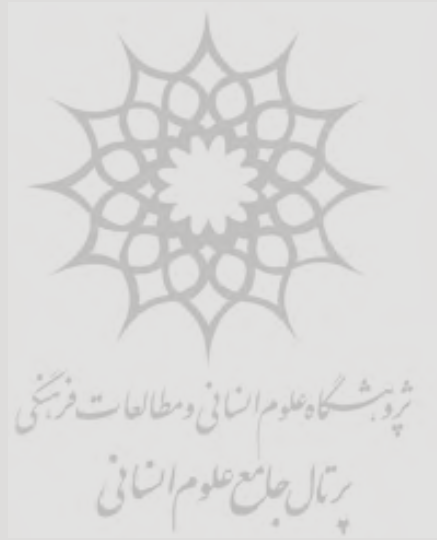 پژوهشگاه علوم انسانی و مطالعات فرهنگی
پرتال جامع علوم انسانی